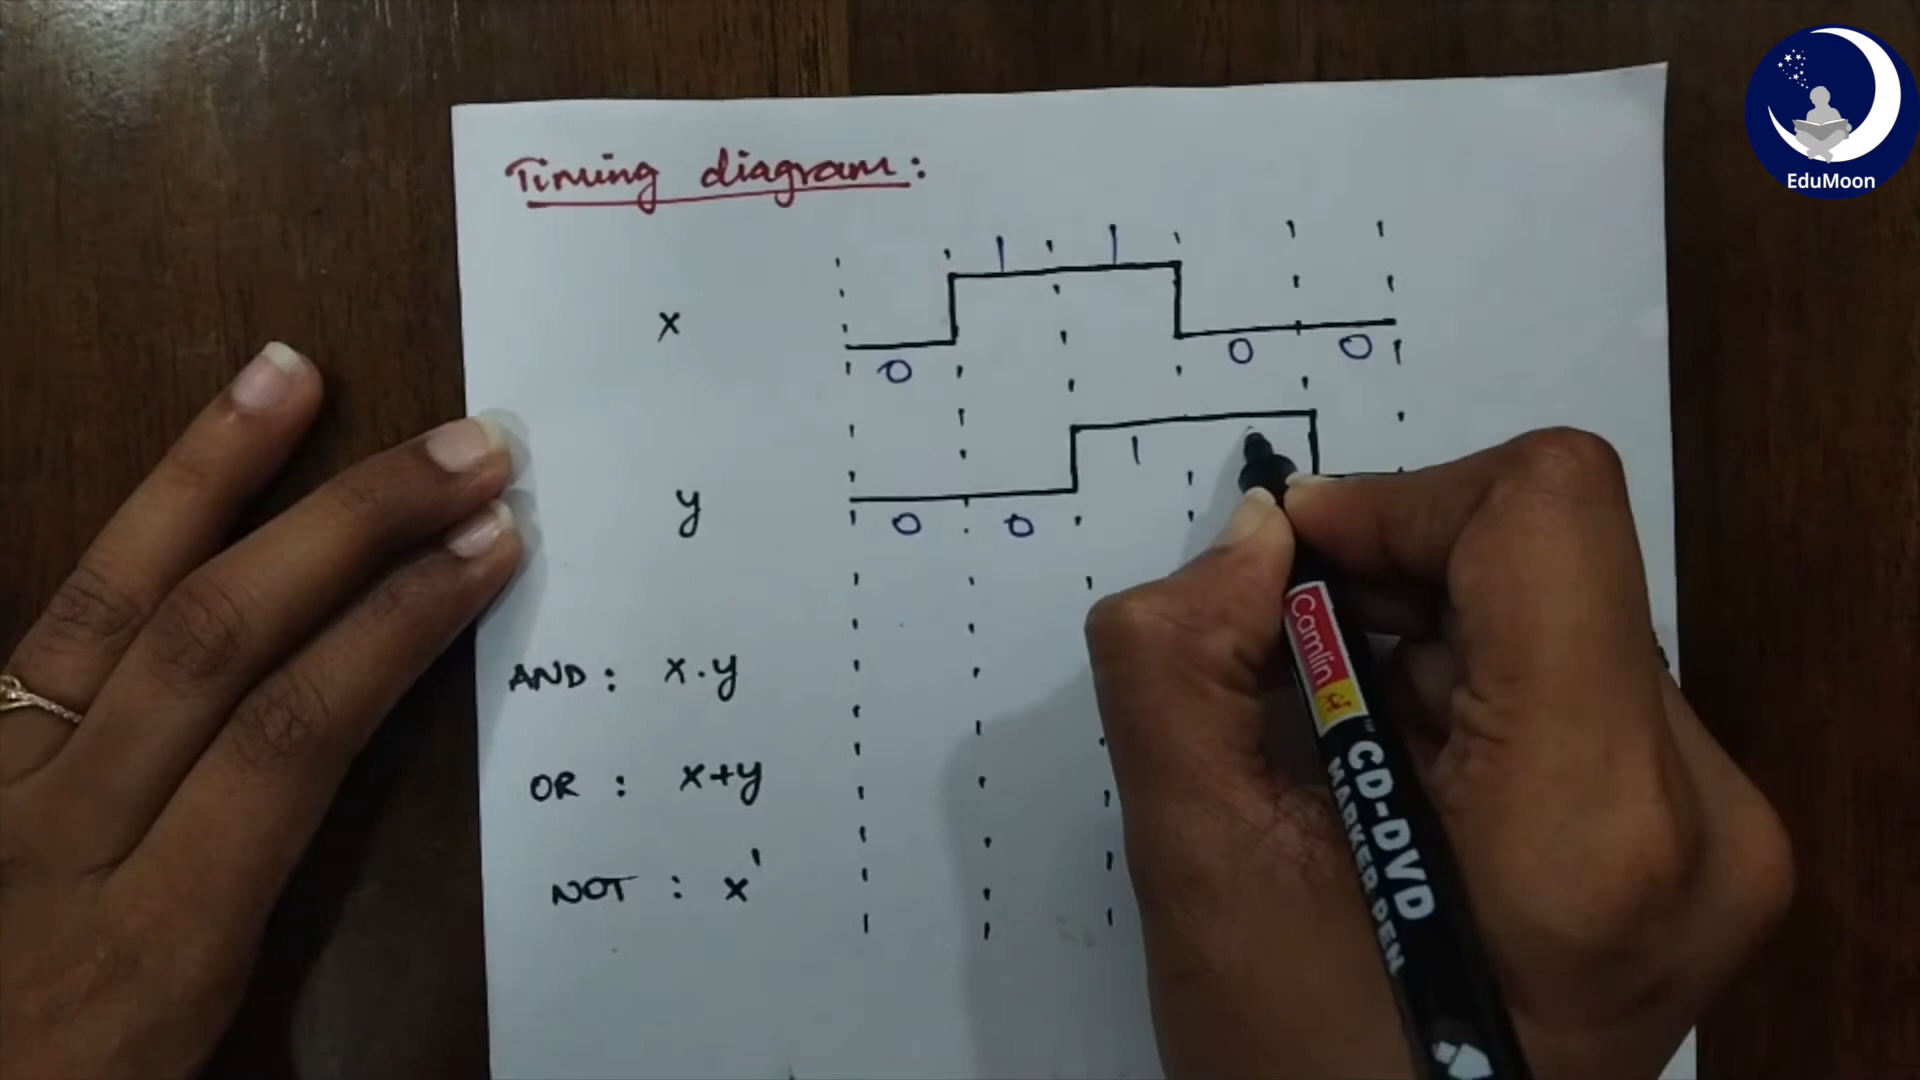 EduMoon
Timing diagram:
x
1 1
0 0 0
y
1
0 0
AND : x.y
OR : x+y
NOT : x'
Camlin
CD-DVD
MARKER PEN